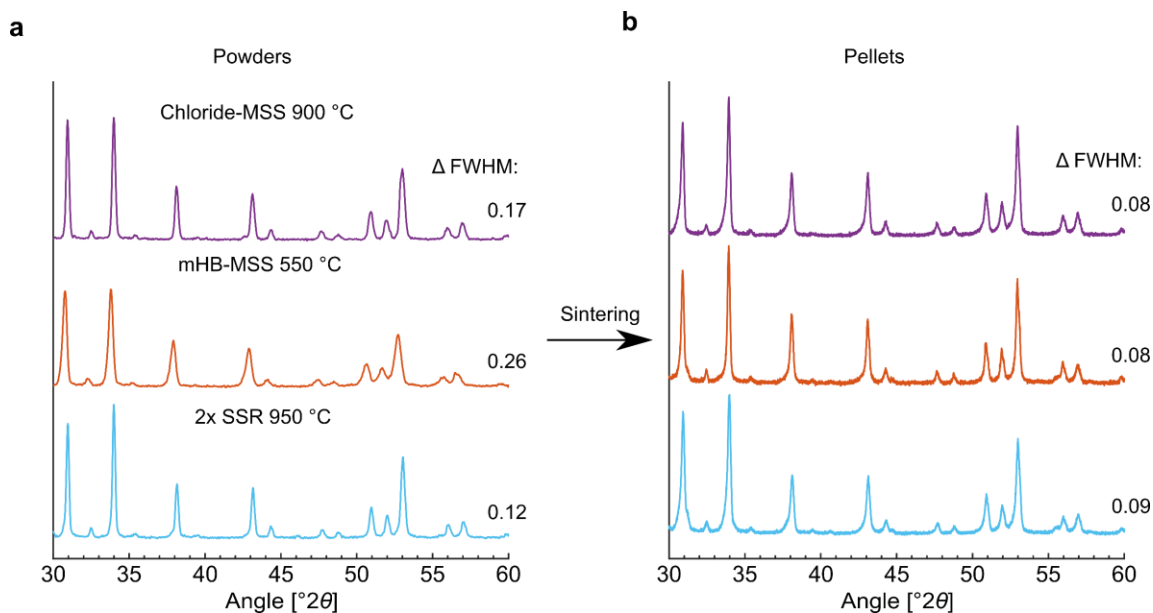 a
Powders
Chloride-MSS 900 °C
Δ FWHM:
0.17
mHB-MSS 550 °C
0.26
2x SSR 950 °C
0.12
30 35 40 45 50 55 60
Angle [°2θ]
Sintering
b
Pellets
Δ FWHM:
0.08
0.08
0.09
30 35 40 45 50 55 60
Angle [°2θ]